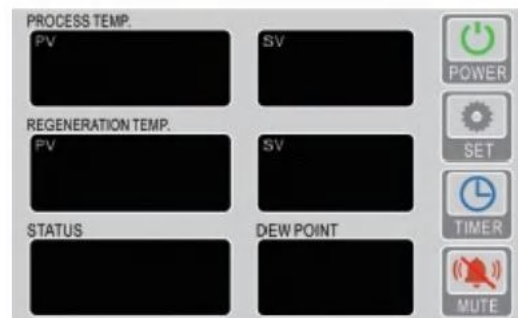 PROCESS TEMP.
PV
SV
POWER
REGENERATION TEMP.
PV
SV
SET
TIMER
STATUS
DEW POINT
MUTE